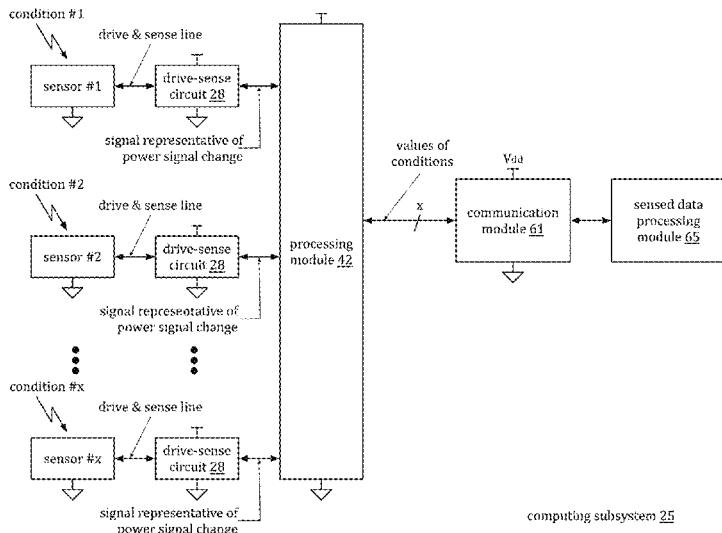 condition #1
drive & sense line
sensor #1
drive-sense
circuit 28
signal representative of
power signal change
condition #2
drive & sense line
sensor #2
drive-sense
circuit 28
signal representative of
power signal change
condition #x
drive & sense line
sensor #x
drive-sense
circuit 28
signal representative of
power signal change
processing
module 42
values of
conditions
x
Vdd
communication
module 61
sensed data
processing
module 65
computing subsystem 25